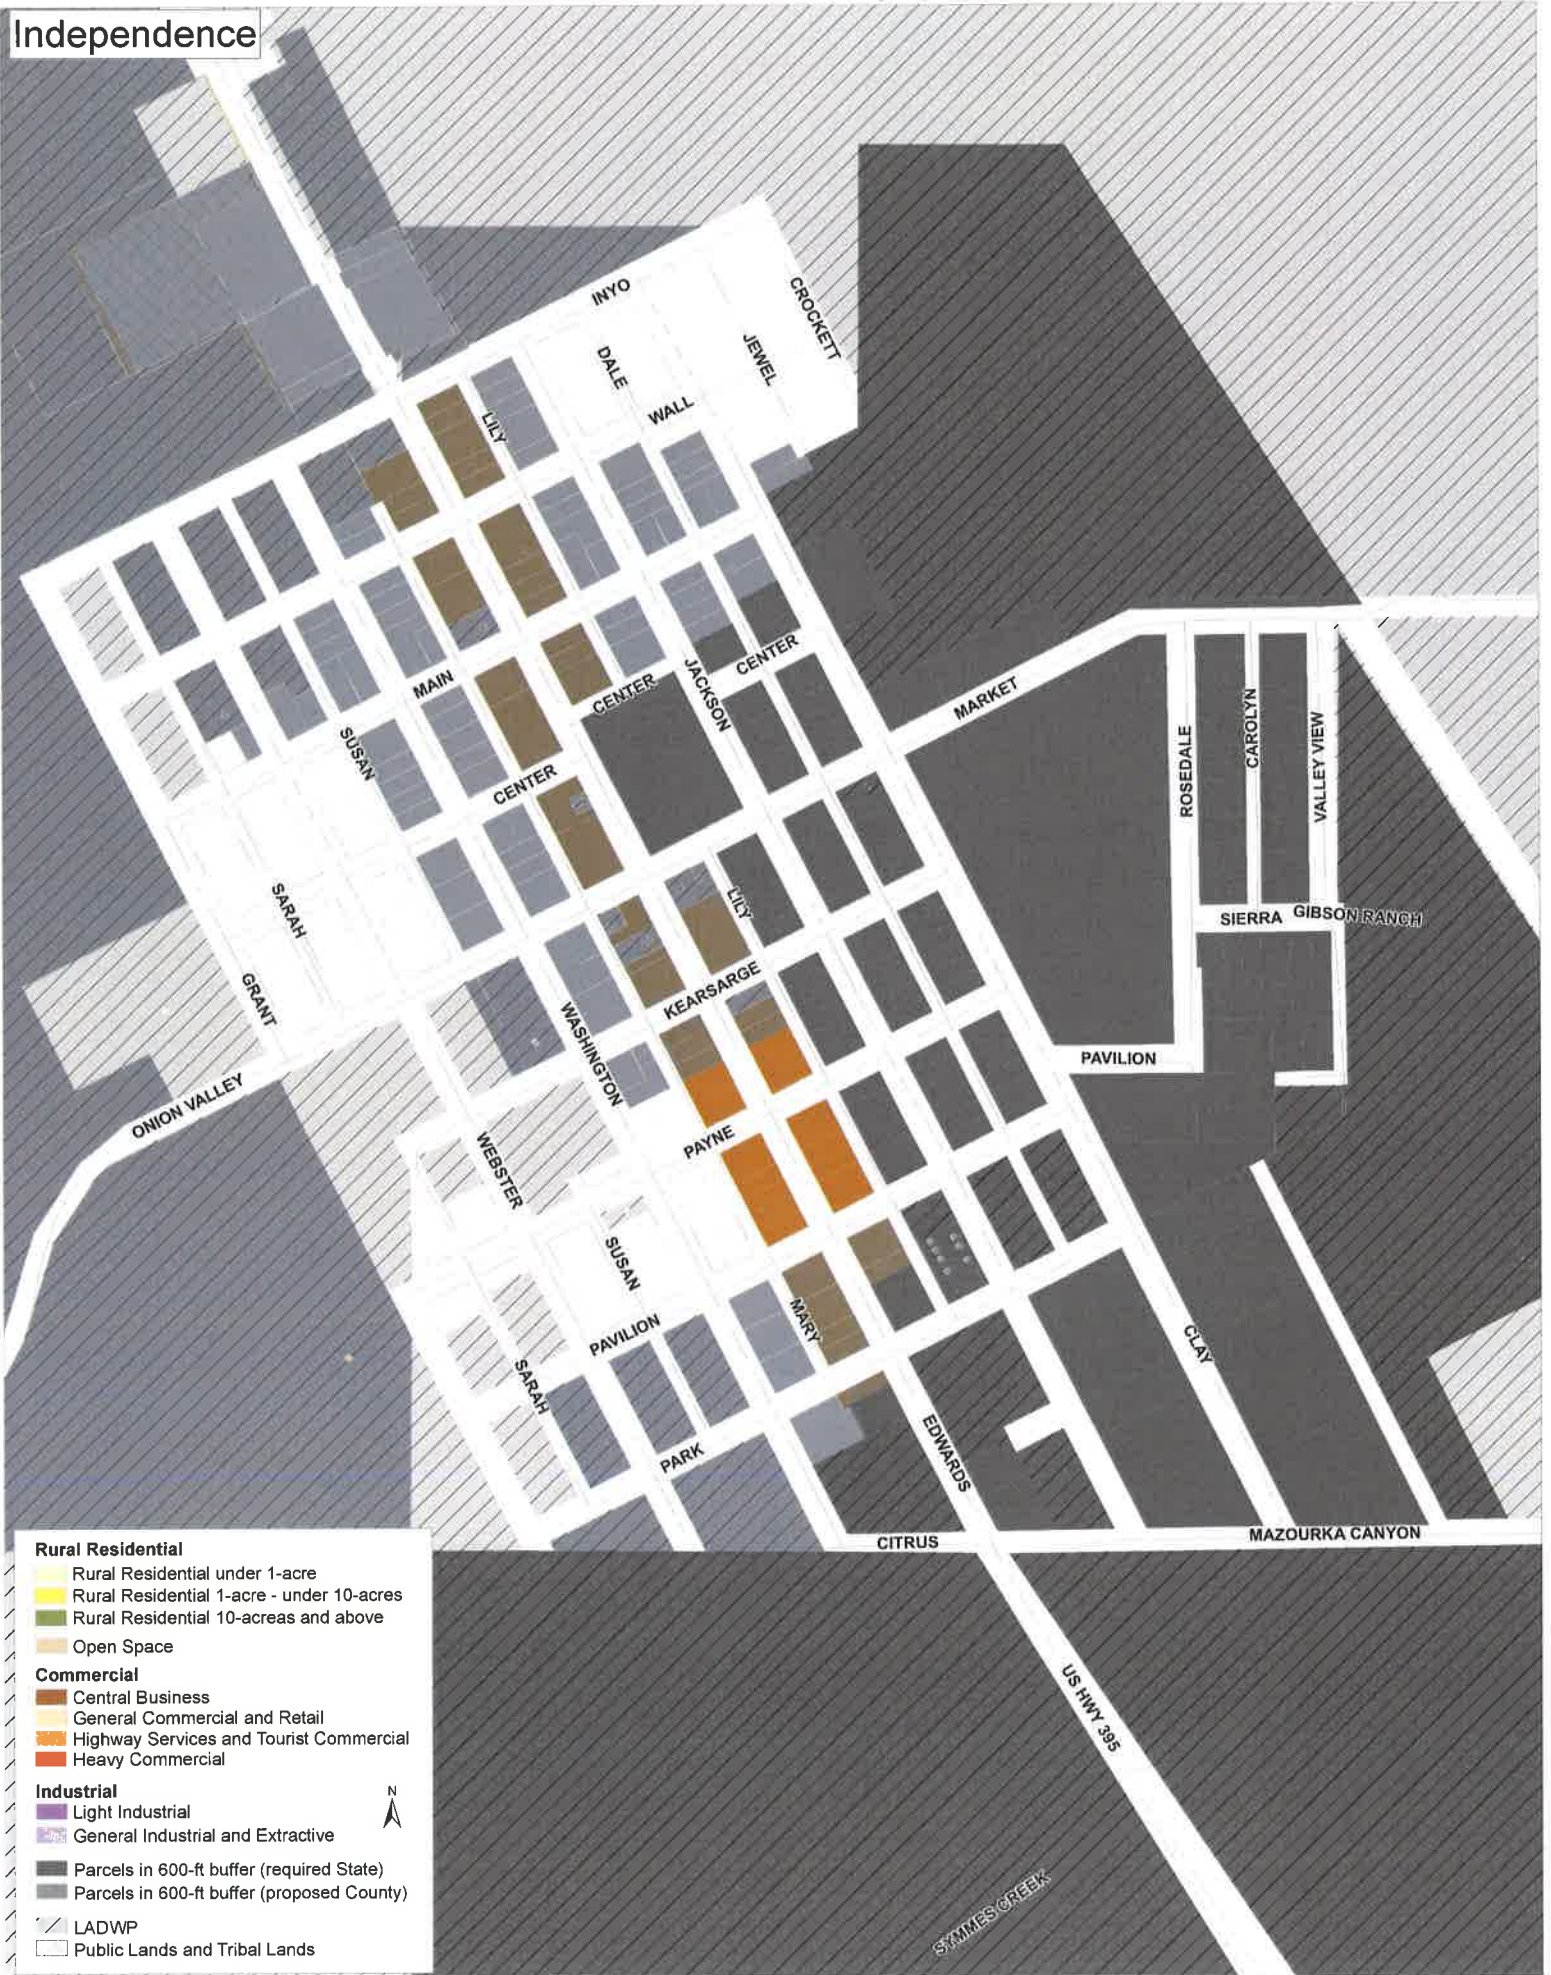 Independence
INYO
CROCKETT
DALE
JEWEL
WALL
LILY
MAIN
CENTER
CENTER
JACKSON
MARKET
CENTER
SUSAN
ROSEDALE
CAROLYN
VALLEY VIEW
SARAH
LILY
SIERRA
GIBSON RANCH
GRANT
KEARSARGE
WASHINGTON
PAVILION
ONION VALLEY
PAYNE
WEBSTER
SUSAN
MARY
PAVILION
CLAY
SARAH
EDWARDS
PARK
CITRUS
MAZOURKA CANYON
US HWY 395
SYMMES CREEK
Rural Residential
Rural Residential under 1-acre
Rural Residential 1-acre - under 10-acres
Rural Residential 10-acreas and above
Open Space
Commercial
Central Business
General Commercial and Retail
Highway Services and Tourist Commercial
Heavy Commercial
Industrial
N
Light Industrial
General Industrial and Extractive
Parcels in 600-ft buffer (required State)
Parcels in 600-ft buffer (proposed County)
LADWP
Public Lands and Tribal Lands